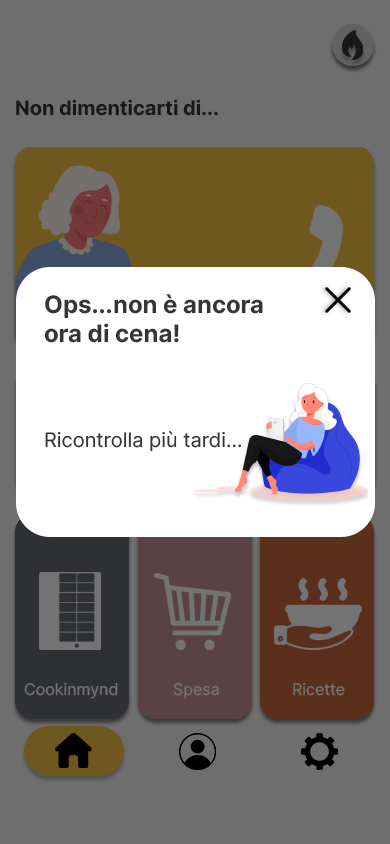 Non dimenticarti di...
Ops...non è ancora
ora di cena!
Ricontrolla più tardi...
Cookinmynd
Spesa
Ricette